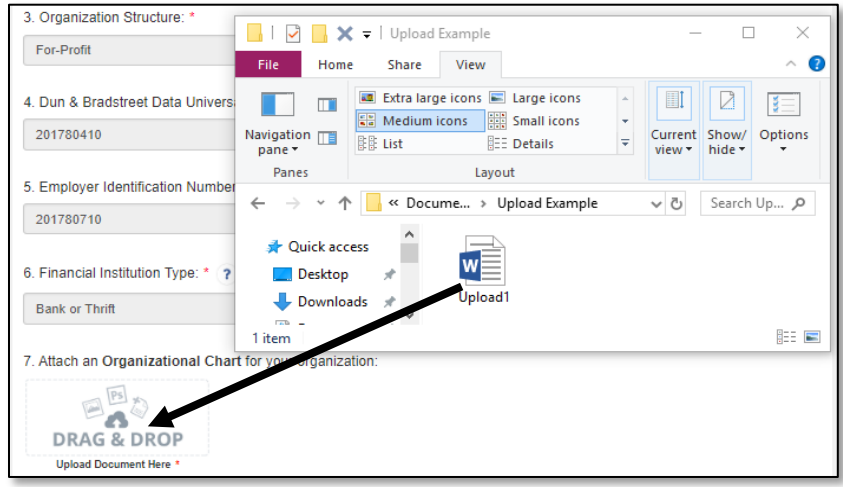 3. Organization Structure: *
For-Profit
4. Dun & Bradstreet Data Univers
201780410
5. Employer Identification Number
201780710
6. Financial Institution Type: * ?
Bank or Thrift
7. Attach an Organizational Chart for your organization:
Ps
DRAG & DROP
Upload Document Here *
Upload Example
File Home Share View
?
Navigation pane
Extra large icons Large icons
Medium icons Small icons
List Details
Current view
Show/ hide
Options
Panes
Layout
« Docume... › Upload Example
Search Up...
Quick access
Desktop
Downloads
W
Upload1
1 item